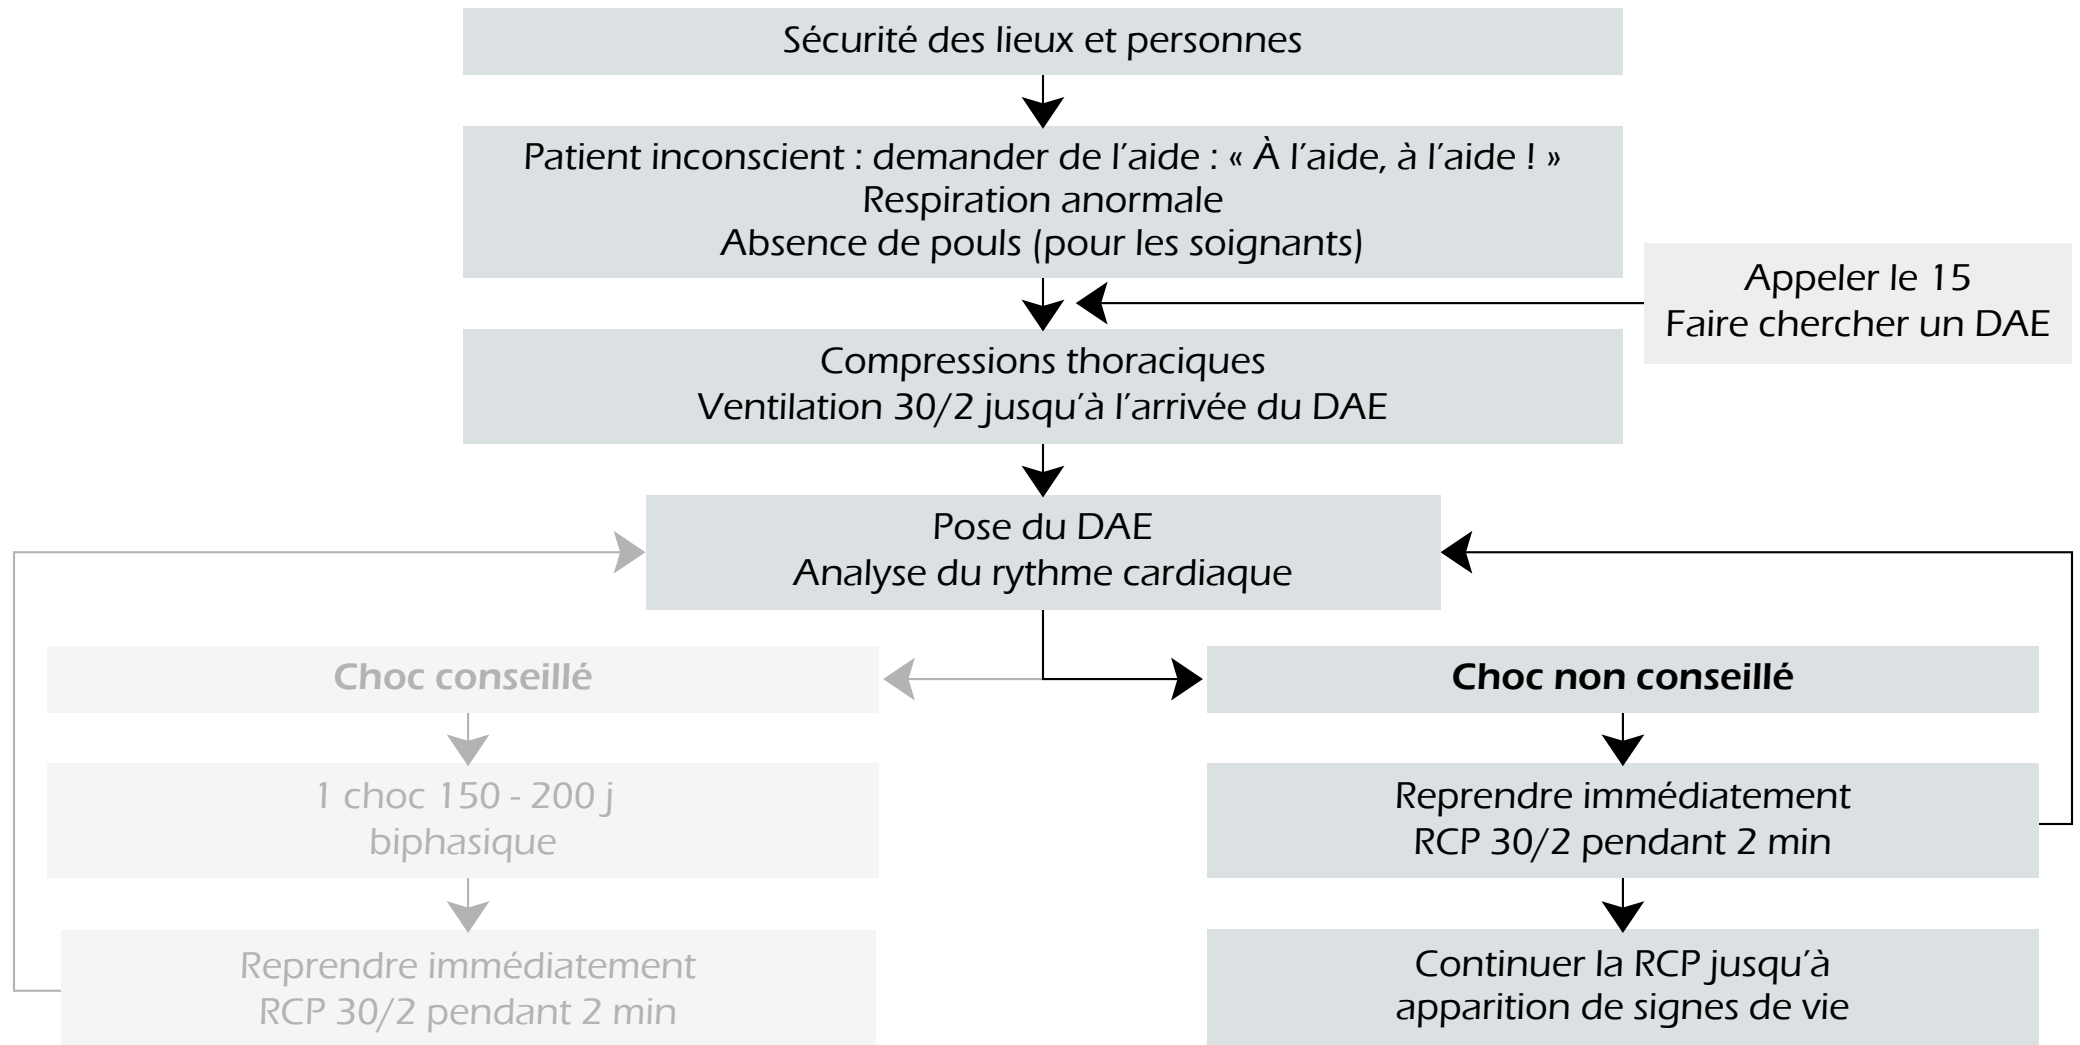 Sécurité des lieux et personnes
Patient inconscient : demander de l’aide : « À l’aide, à l’aide ! »
Respiration anormale
Absence de pouls (pour les soignants)
Appeler le 15
Faire chercher un DAE
Compressions thoraciques
Ventilation 30/2 jusqu’à l’arrivée du DAE
Pose du DAE
Analyse du rythme cardiaque
Choc conseillé
1 choc 150 - 200 j
biphasique
Reprendre immédiatement
RCP 30/2 pendant 2 min
Choc non conseillé
Reprendre immédiatement
RCP 30/2 pendant 2 min
Continuer la RCP jusqu’à
apparition de signes de vie